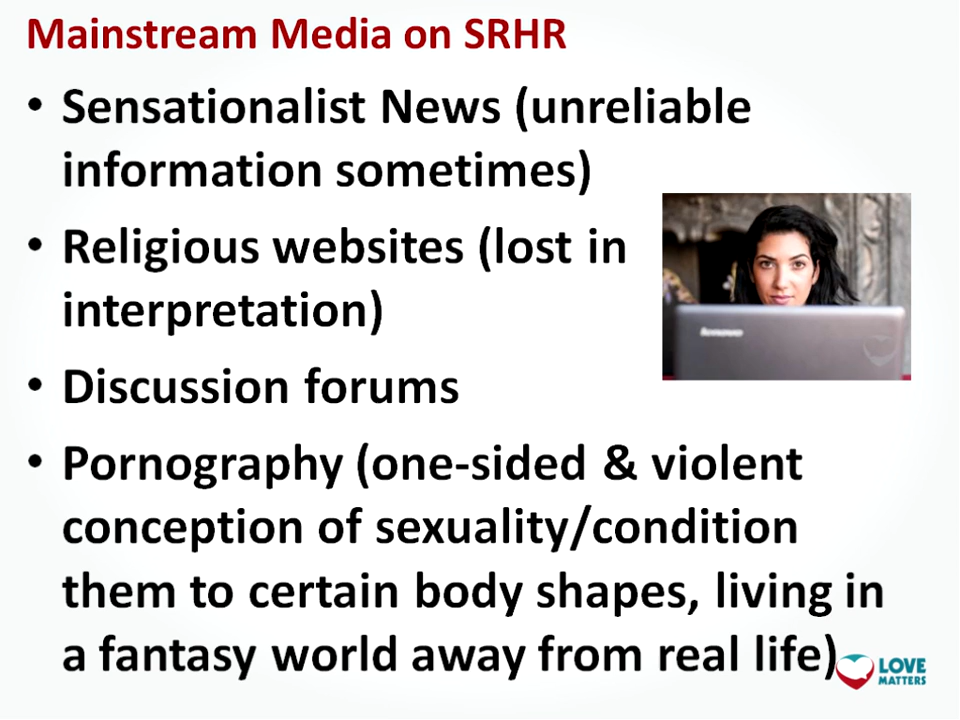 Mainstream Media on SRHR
• Sensationalist News (unreliable
information sometimes)
• Religious websites (lost in
interpretation)
lenovo
• Discussion forums
• Pornography (one-sided & violent
conception of sexuality/condition
them to certain body shapes, living in
a fantasy world away from real life)
LOVE
MATTERS